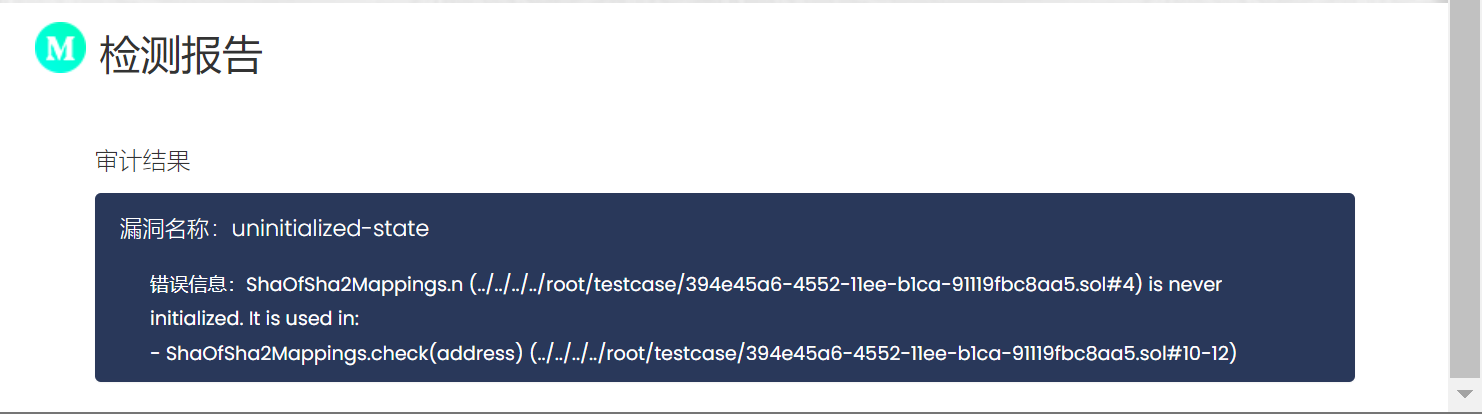 M 检测报告
审计结果
漏洞名称：uninitialized-state
错误信息：ShaOfSha2Mappings.n (../../../../root/testcase/394e45a6-4552-11ee-b1ca-91119fbc8aa5.sol#4) is never
initialized. It is used in:
- ShaOfSha2Mappings.check(address) (../../../../root/testcase/394e45a6-4552-11ee-b1ca-91119fbc8aa5.sol#10-12)